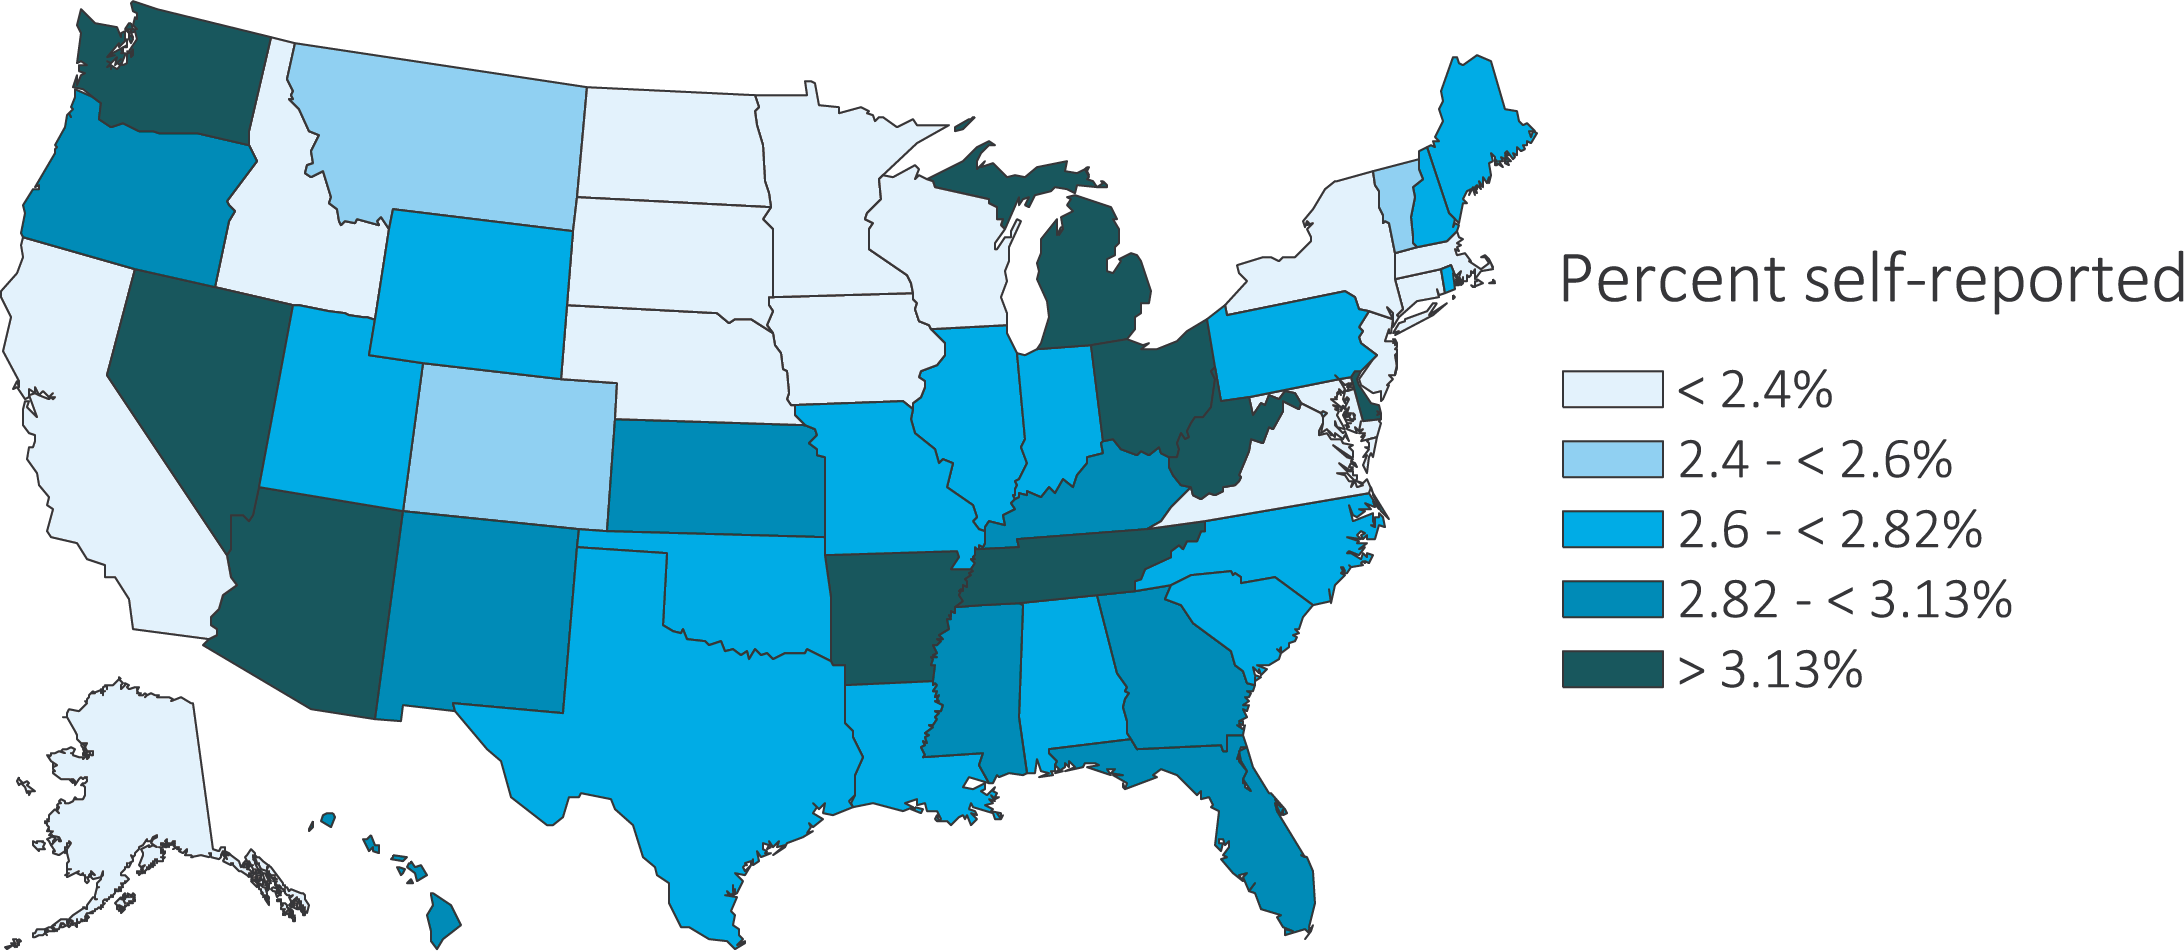 Percent self-reported
< 2.4%
2.4 - < 2.6%
2.6 - < 2.82%
2.82 - < 3.13%
> 3.13%